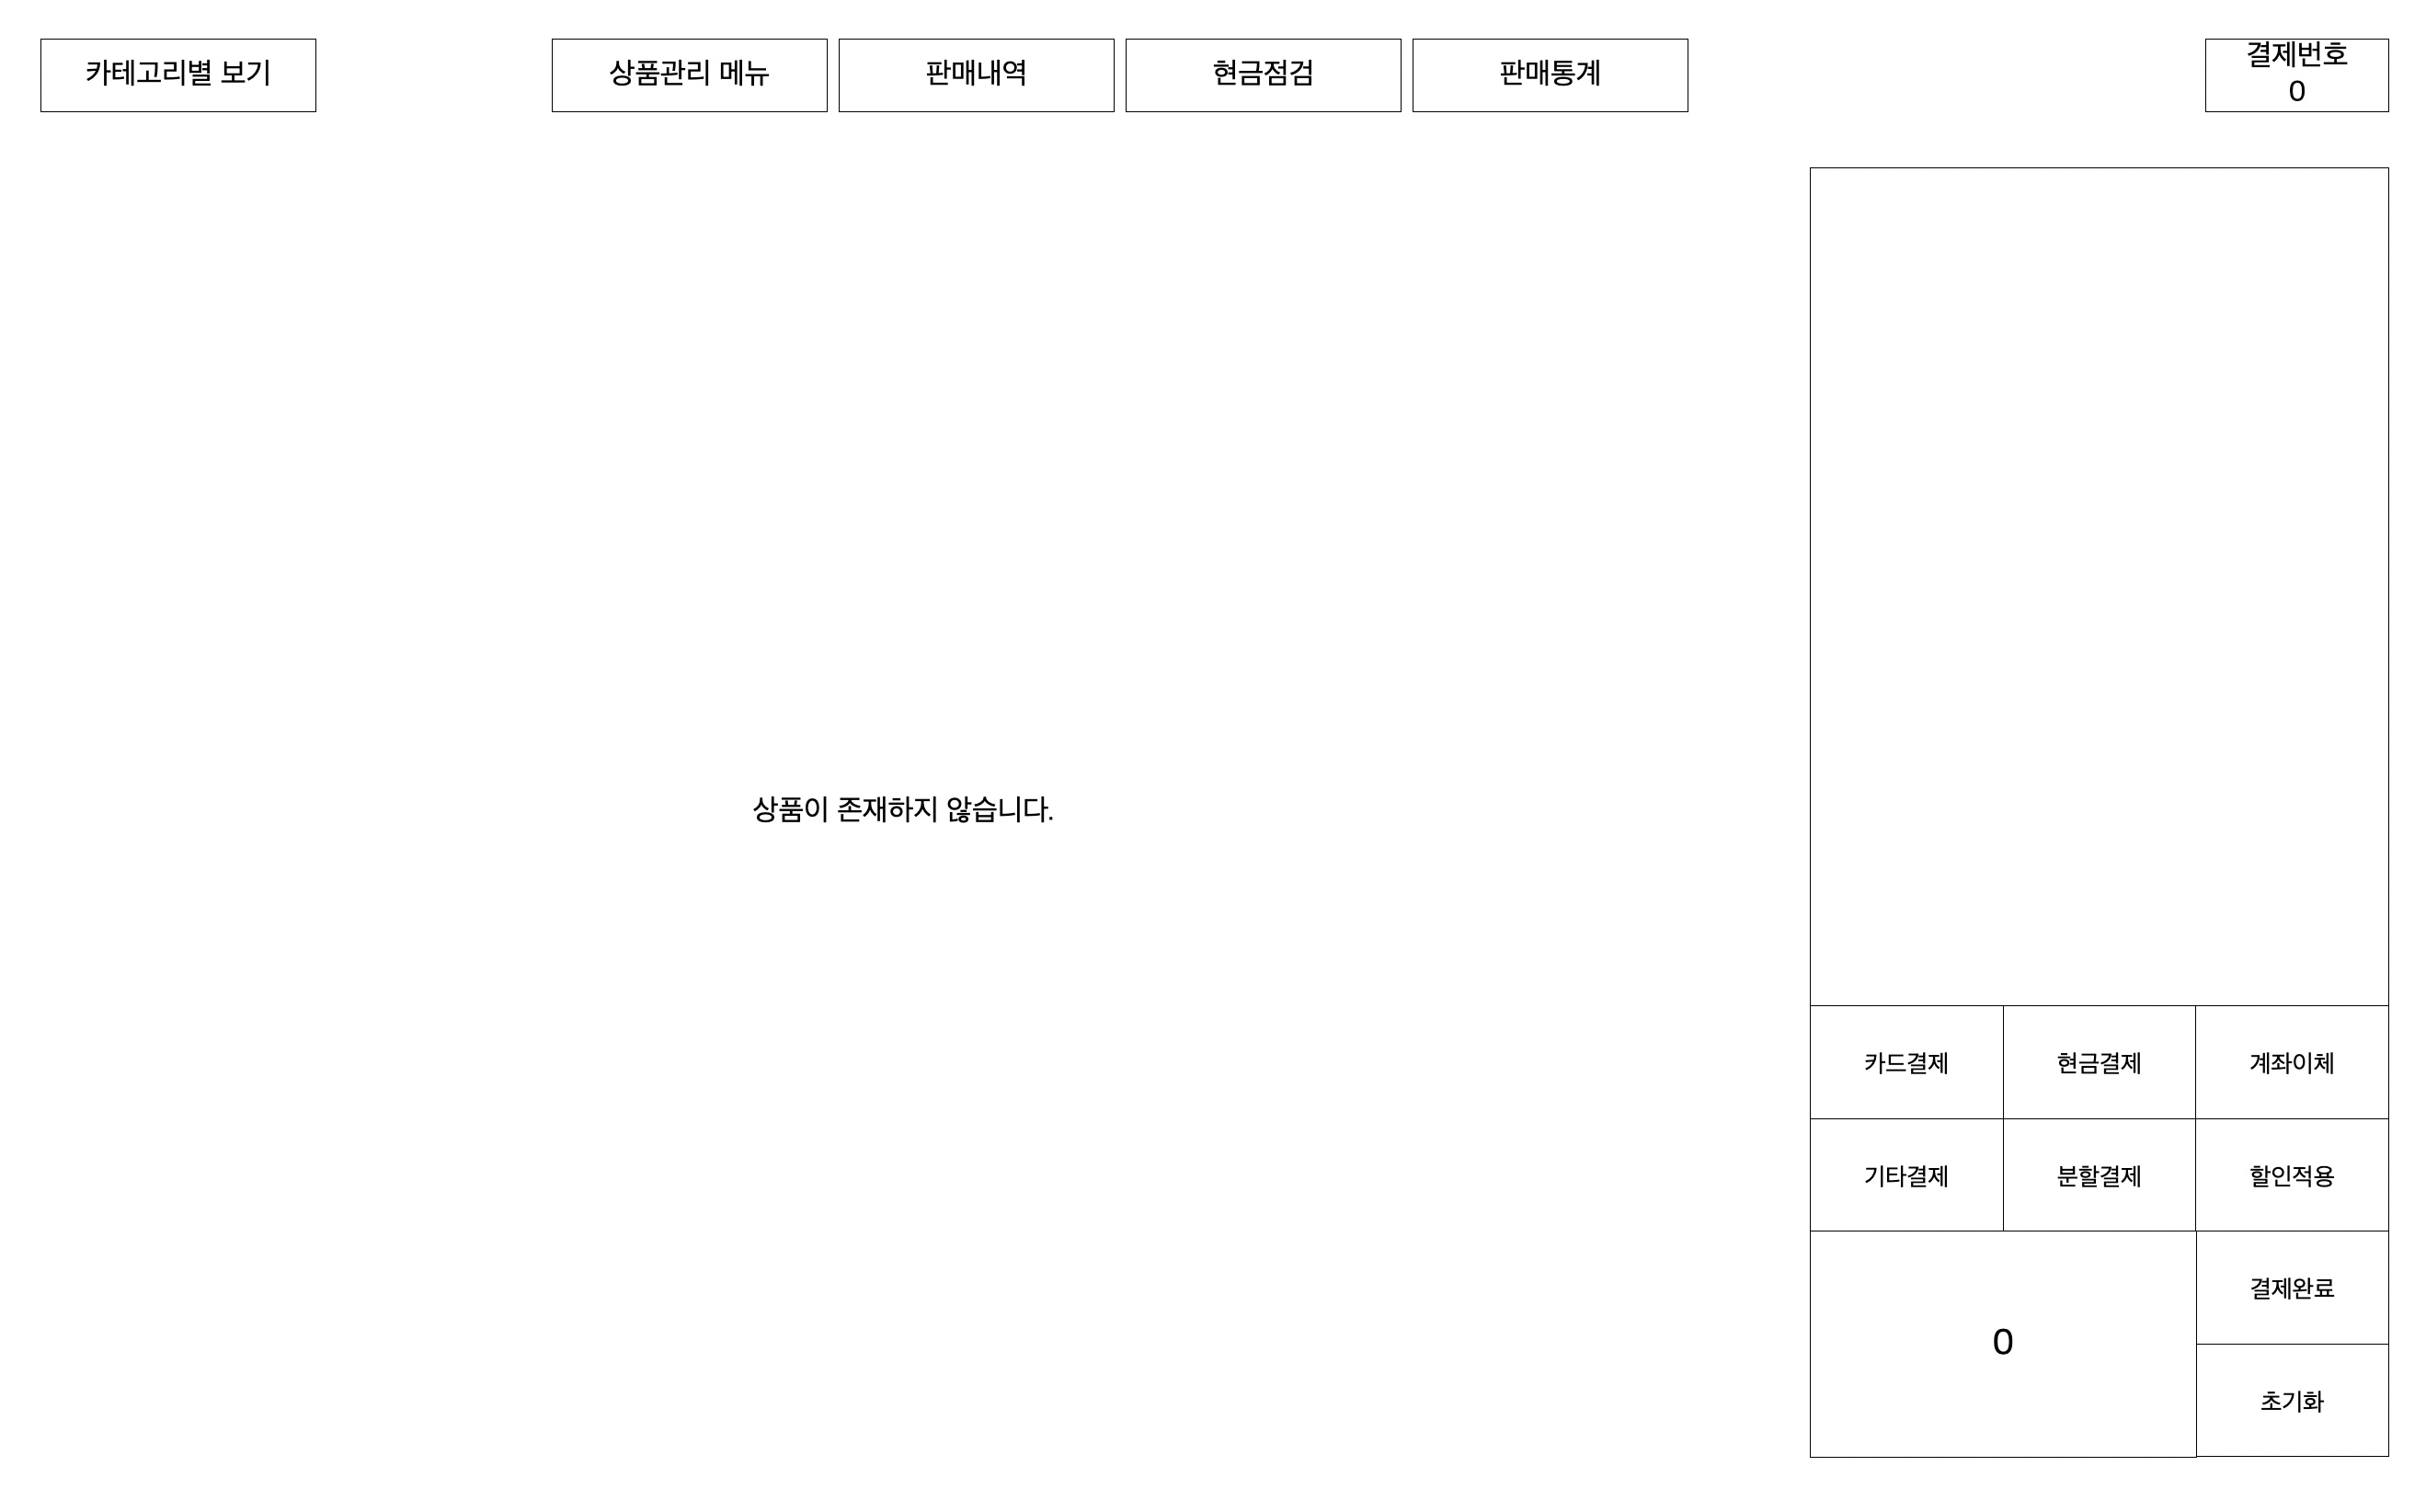 카테고리별 보기
상품관리 메뉴
판매내역
현금점검
판매통계
결제번호
0
상품이 존재하지 않습니다.
카드결제
현금결제
계좌이체
기타결제
분할결제
할인적용
0
결제완료
초기화